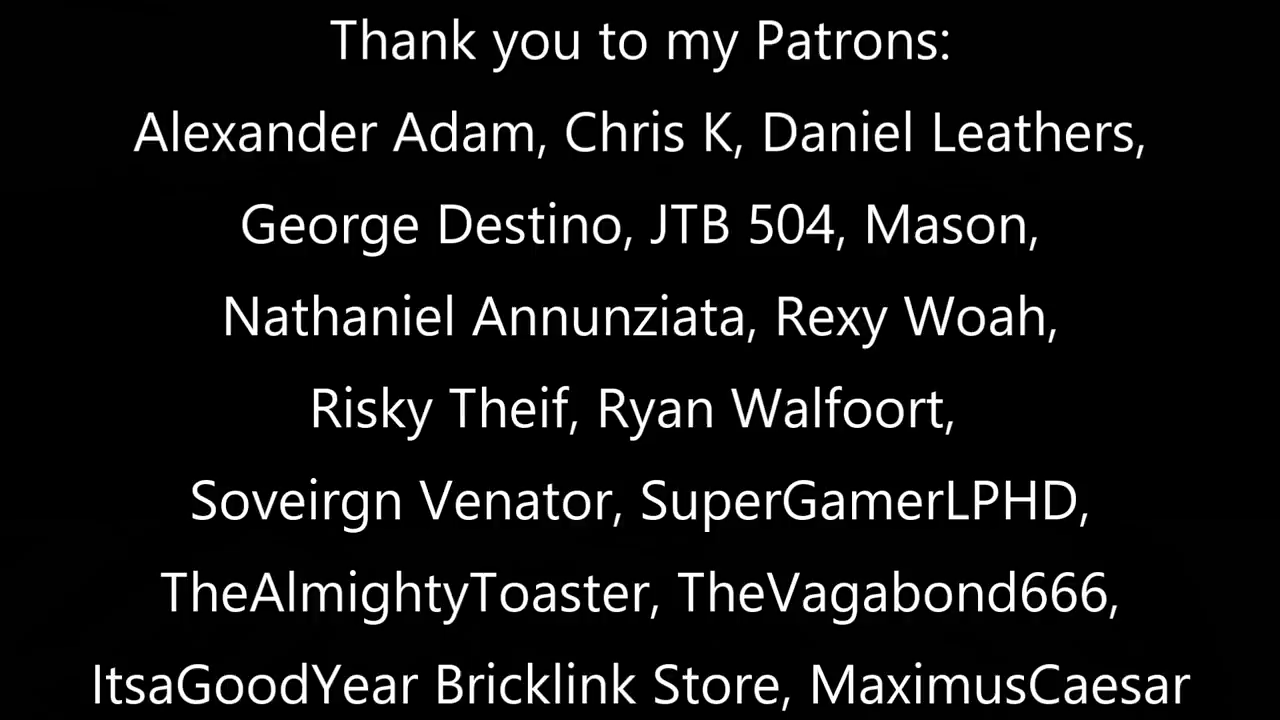 Thank you to my Patrons:
Alexander Adam, Chris K, Daniel Leathers,
George Destino, JTB 504, Mason,
Nathaniel Annunziata, Rexy Woah,
Risky Theif, Ryan Walfoort,
Soveirgn Venator, SuperGamerLPHD,
TheAlmightyToaster, TheVagabond666,
ItsaGoodYear Bricklink Store, MaximusCaesar